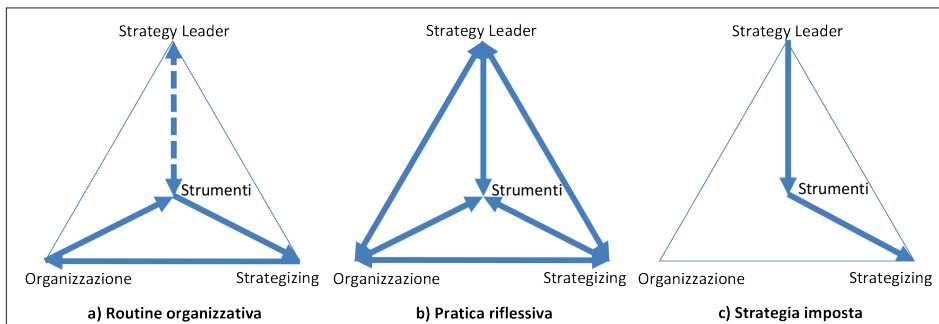 Strategy Leader
Strumenti
Organizzazione
Strategizing
a) Routine organizzativa
Strategy Leader
Strumenti
Organizzazione
Strategizing
b) Pratica riflessiva
Strategy Leader
Strumenti
Organizzazione
Strategizing
c) Strategia imposta